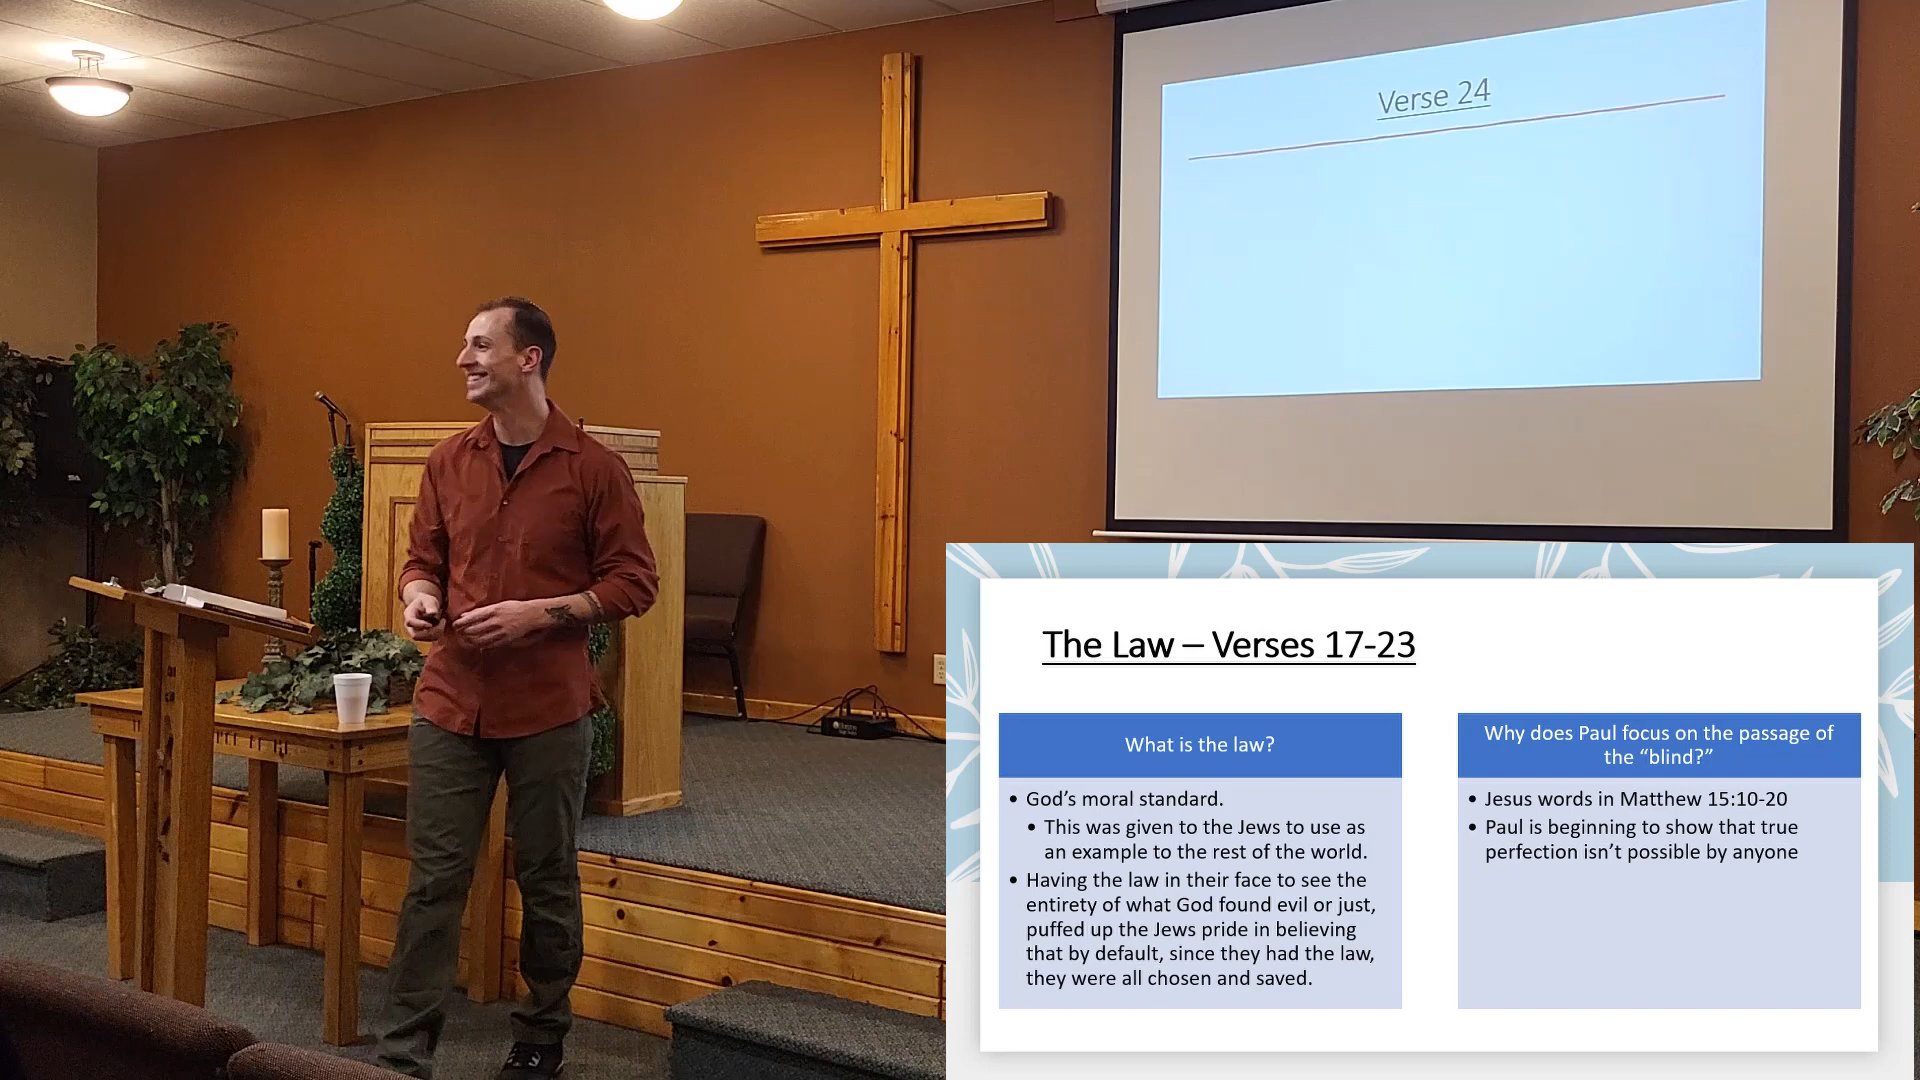 Verse 24
The Law – Verses 17-23
What is the law?
• God’s moral standard.
• This was given to the Jews to use as
an example to the rest of the world.
• Having the law in their face to see the
entirety of what God found evil or just,
puffed up the Jews pride in believing
that by default, since they had the law,
they were all chosen and saved.
Why does Paul focus on the passage of
the “blind?”
• Jesus words in Matthew 15:10-20
• Paul is beginning to show that true
perfection isn’t possible by anyone